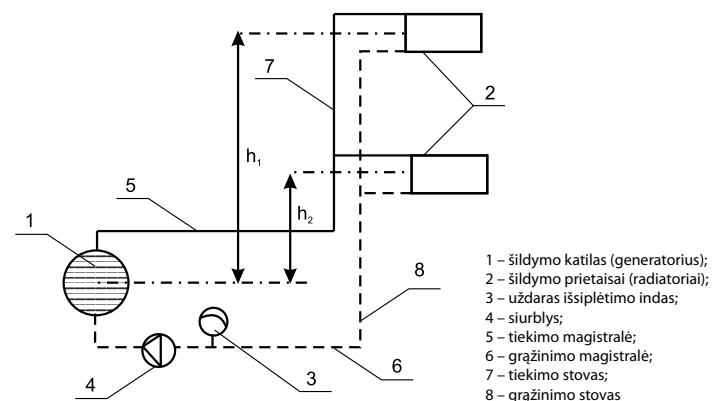 h₁
7
2
h₂
5
1
8
4
3
6
1 – šildymo katilas (generatorius);
2 – šildymo prietaisai (radiatoriai);
3 – uždaras išsiplėtimo indas;
4 – siurblys;
5 – tiekimo magistralė;
6 – grąžinimo magistralė;
7 – tiekimo stovas;
8 – grąžinimo stovas